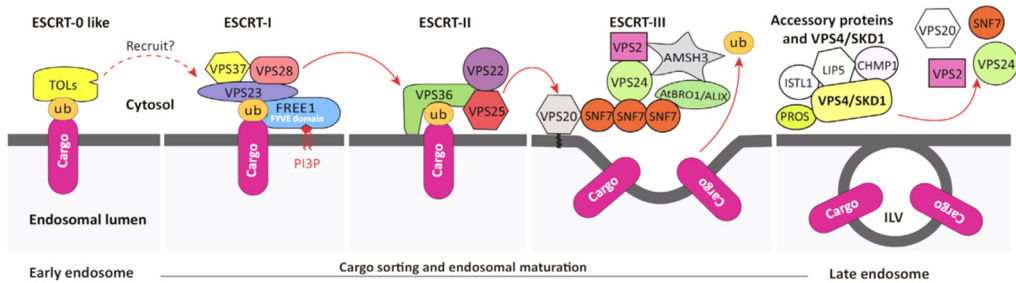 ESCRT-0 like
Recruit?
TOLs
ub
Cargo
Cytosol
Endosomal lumen
Early endosome
ESCRT-I
VPS37
VPS28
VPS23
ub
FREE1
FYVE domain
Cargo
PI3P
ESCRT-II
VPS22
VPS36
ub
VPS25
Cargo
Cargo sorting and endosomal maturation
ESCRT-III
VPS2
AMSH3
ub
VPS24
AtBRO1/ALIX
VPS20
SNF7
SNF7
SNF7
Cargo
Cargo
Accessory proteins
and VPS4/SKD1
VPS20
SNF7
LIP5
CHMP1
ISTL1
VPS2
VPS24
VPS4/SKD1
PROS
Cargo
ILV
Cargo
Late endosome